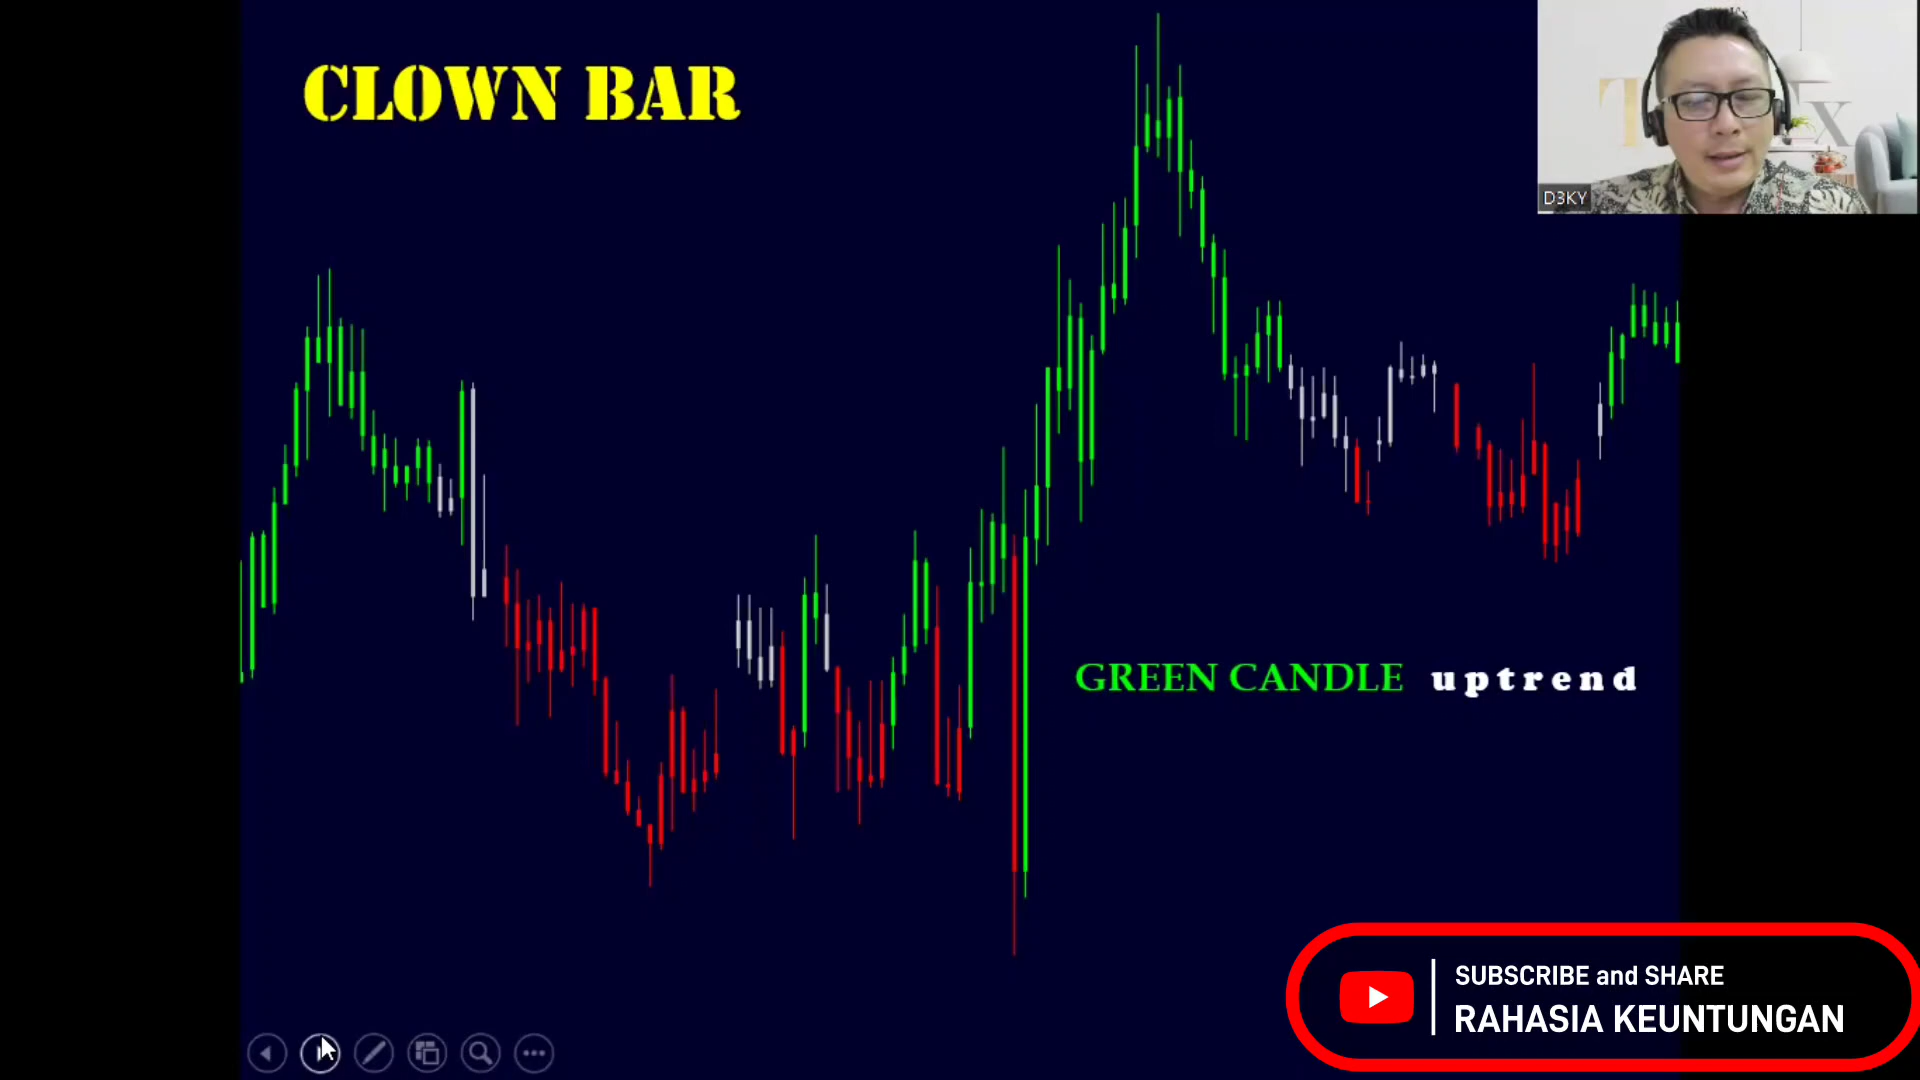 CLOWN BAR
D3KY
GREEN CANDLE uptrend
SUBSCRIBE and SHARE
RAHASIA KEUNTUNGAN